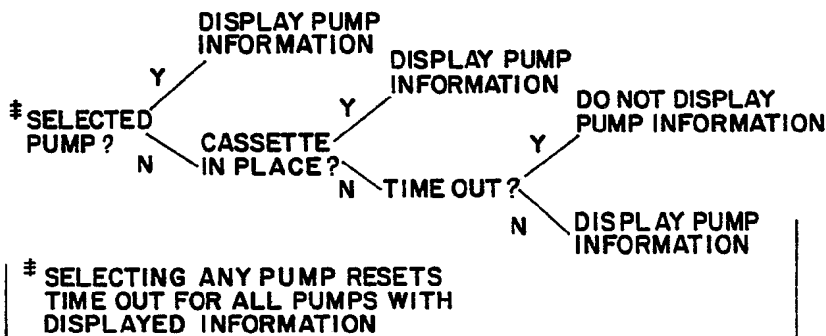 DISPLAY PUMP
INFORMATION
Y
DISPLAY PUMP
INFORMATION
Y
DO NOT DISPLAY
PUMP INFORMATION
Y
‡ SELECTED
PUMP?
N
CASSETTE
IN PLACE?
N
TIME OUT?
N
DISPLAY PUMP
INFORMATION
‡ SELECTING ANY PUMP RESETS
TIME OUT FOR ALL PUMPS WITH
DISPLAYED INFORMATION